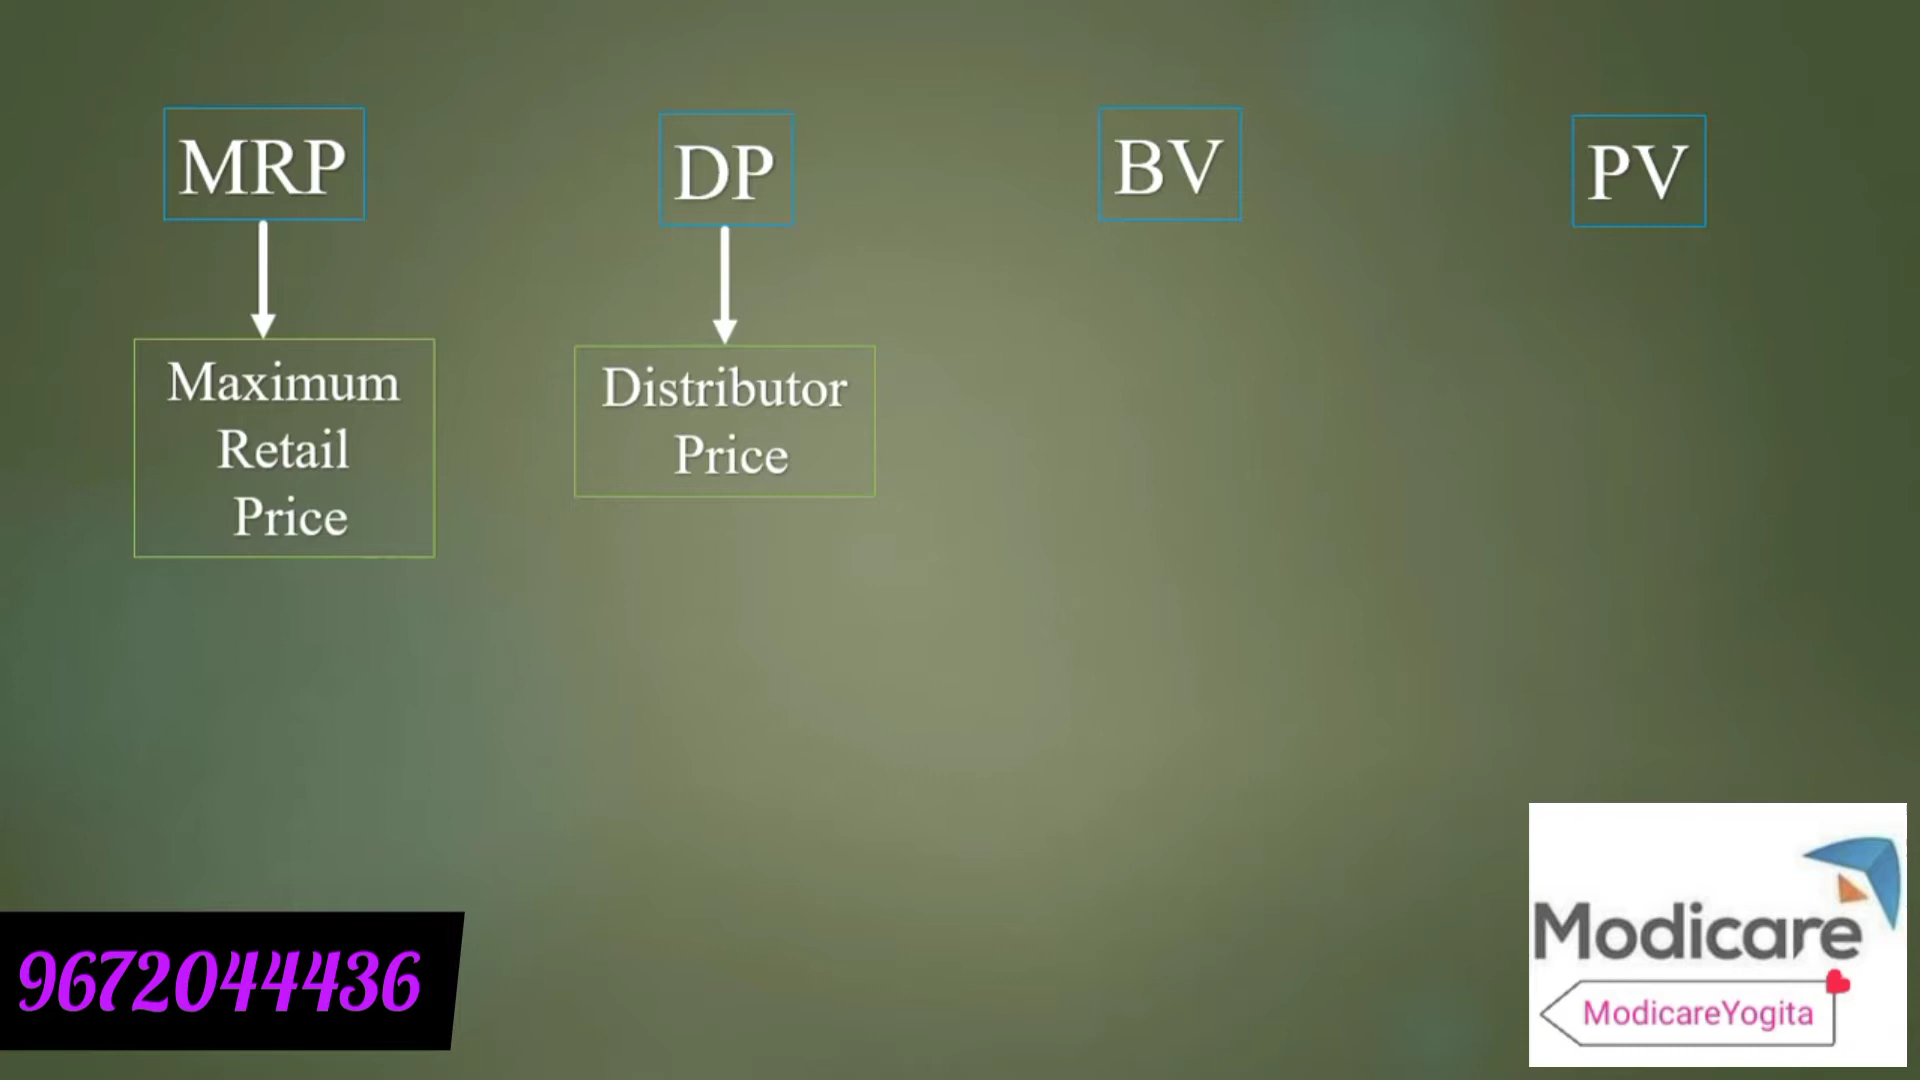 MRP
DP
BV
PV
Maximum
Retail
Price
Distributor
Price
9672044436
Modicare
ModicareYogita